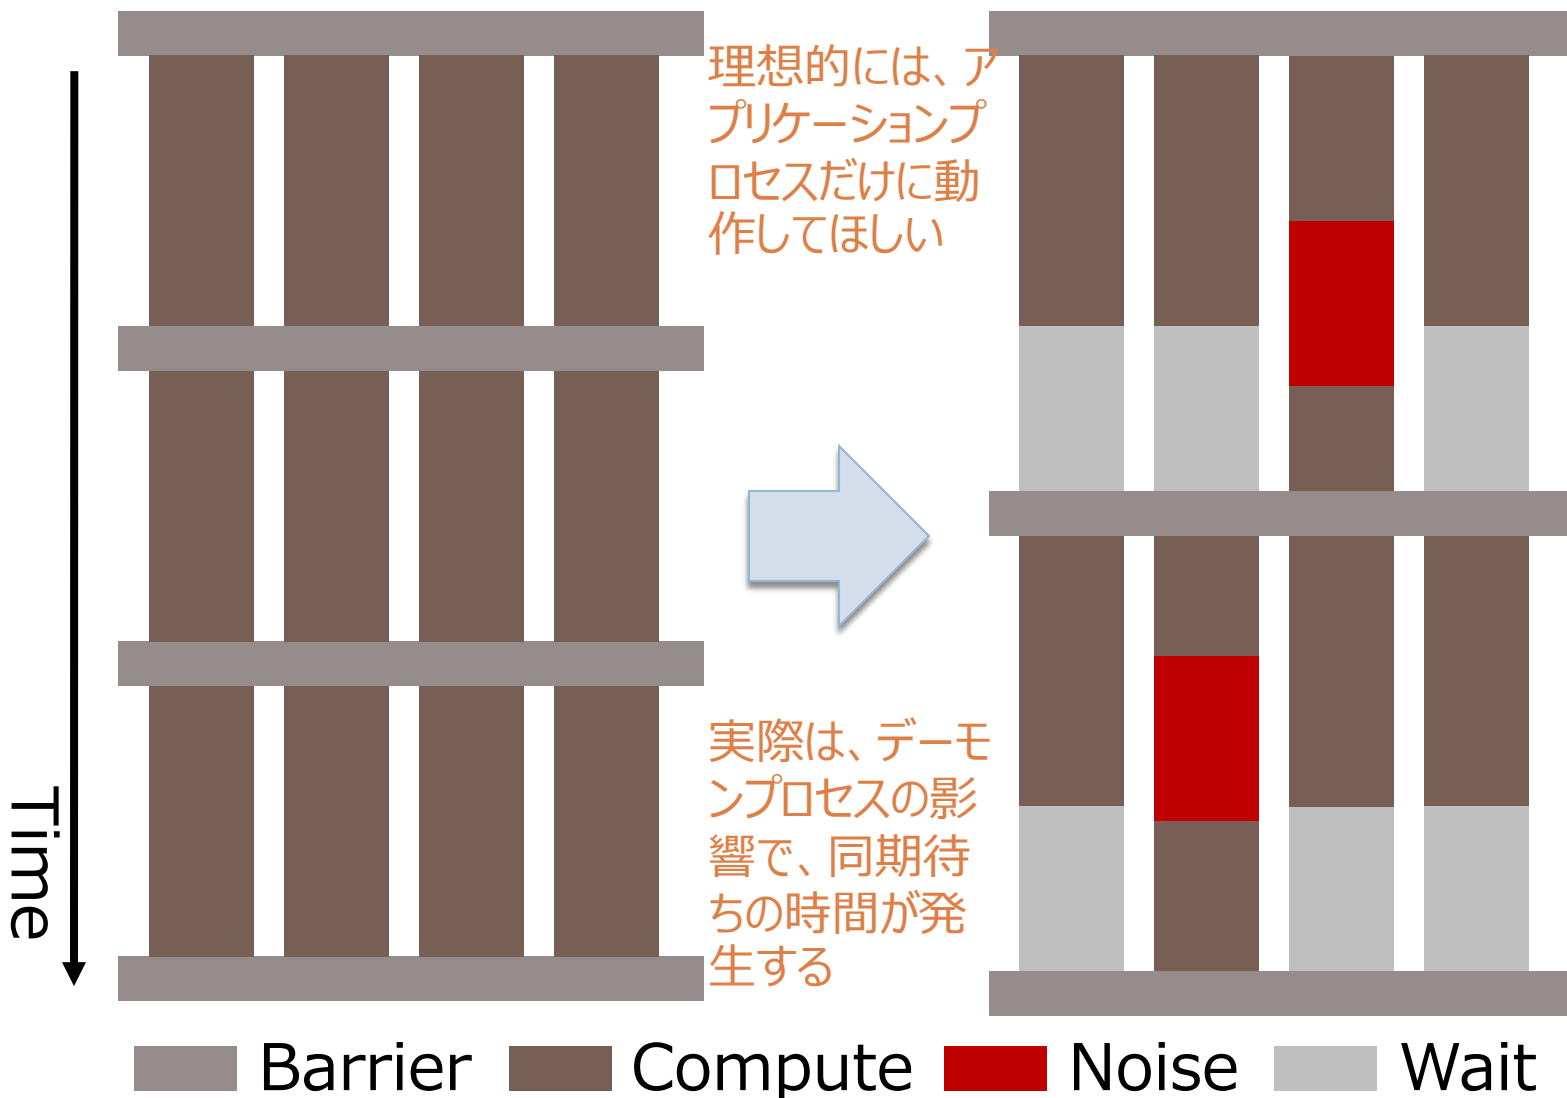 理想的には、ア
プリケーションプ
ロセスだけに動
作してほしい
実際は、デーモ
ンプロセスの影
響で、同期待
ちの時間が発
生する
Time
Barrier
Compute
Noise
Wait